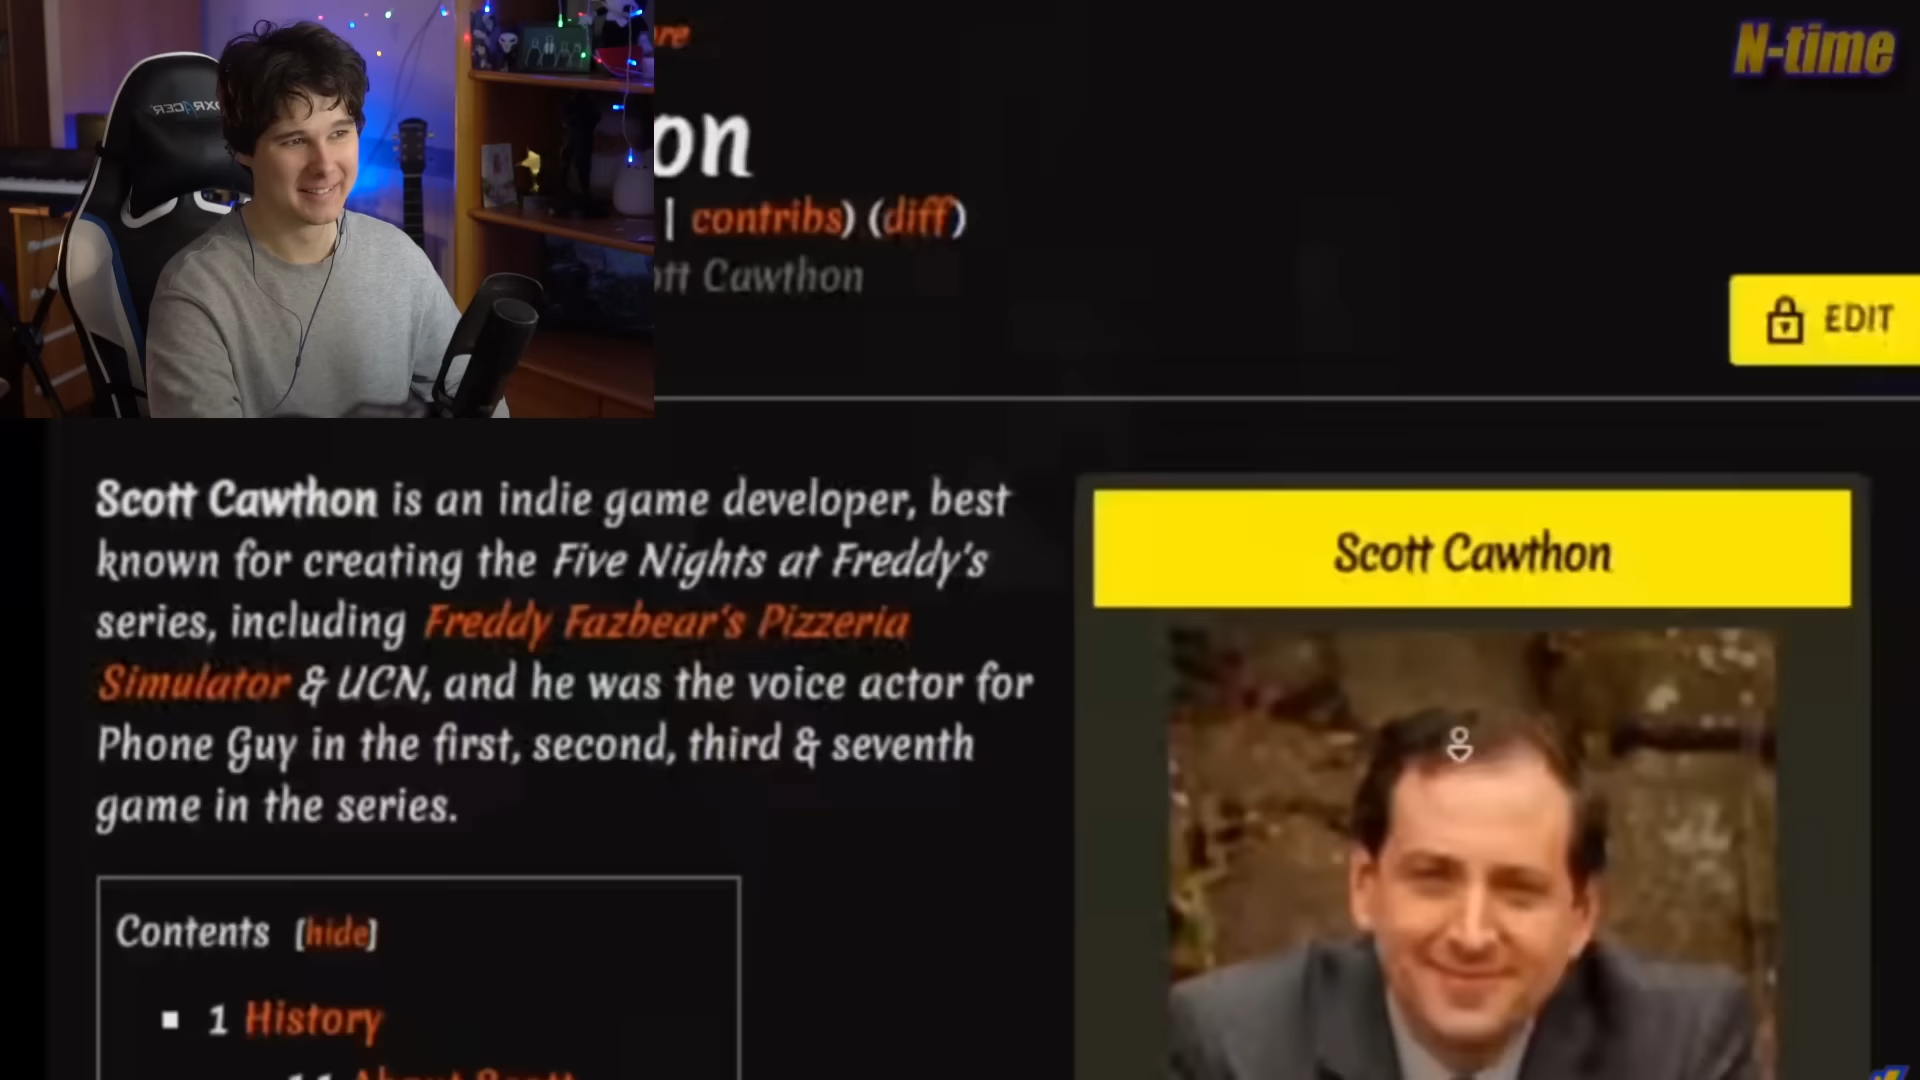 N-time
on
| contribs) (diff)
ott Cawthon
EDIT
Scott Cawthon is an indie game developer, best
known for creating the Five Nights at Freddy's
series, including Freddy Fazbear's Pizzeria
Simulator & UCN, and he was the voice actor for
Phone Guy in the first, second, third & seventh
game in the series.
Scott Cawthon
Contents [hide]
1 History